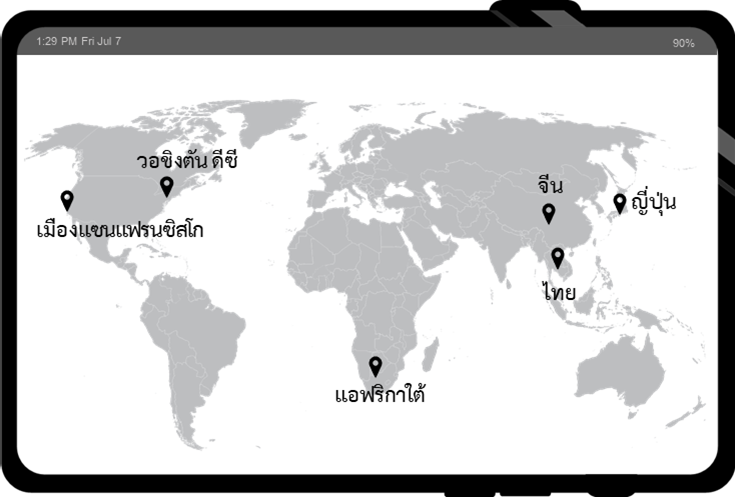 1:29 PM Fri Jul 7
90%
วอชิงตัน ดีซี
จีน
ญี่ปุ่น
เมืองแซนแฟรนซิสโก
ไทย
แอฟริกาใต้